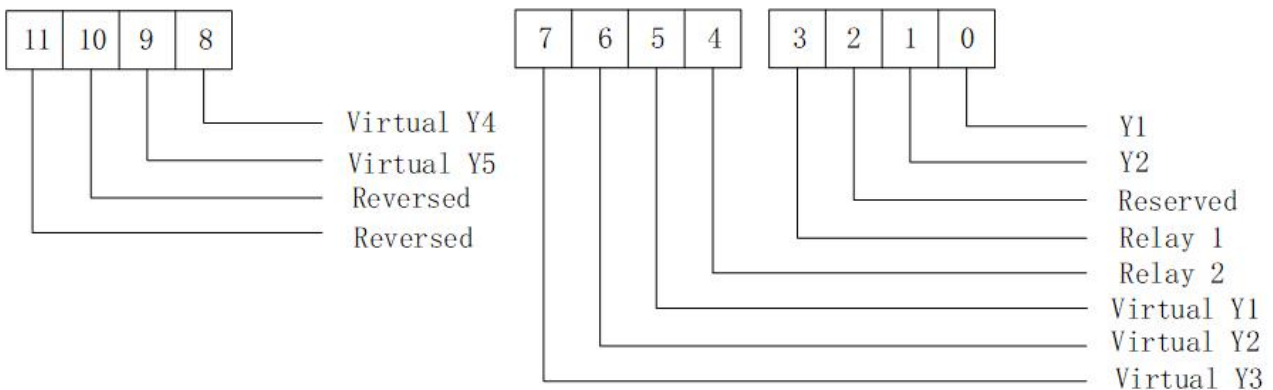 11 10 9 8
7 6 5 4 3 2 1 0
Virtual Y4
Virtual Y5
Reversed
Reversed
Y1
Y2
Reserved
Relay 1
Relay 2
Virtual Y1
Virtual Y2
Virtual Y3